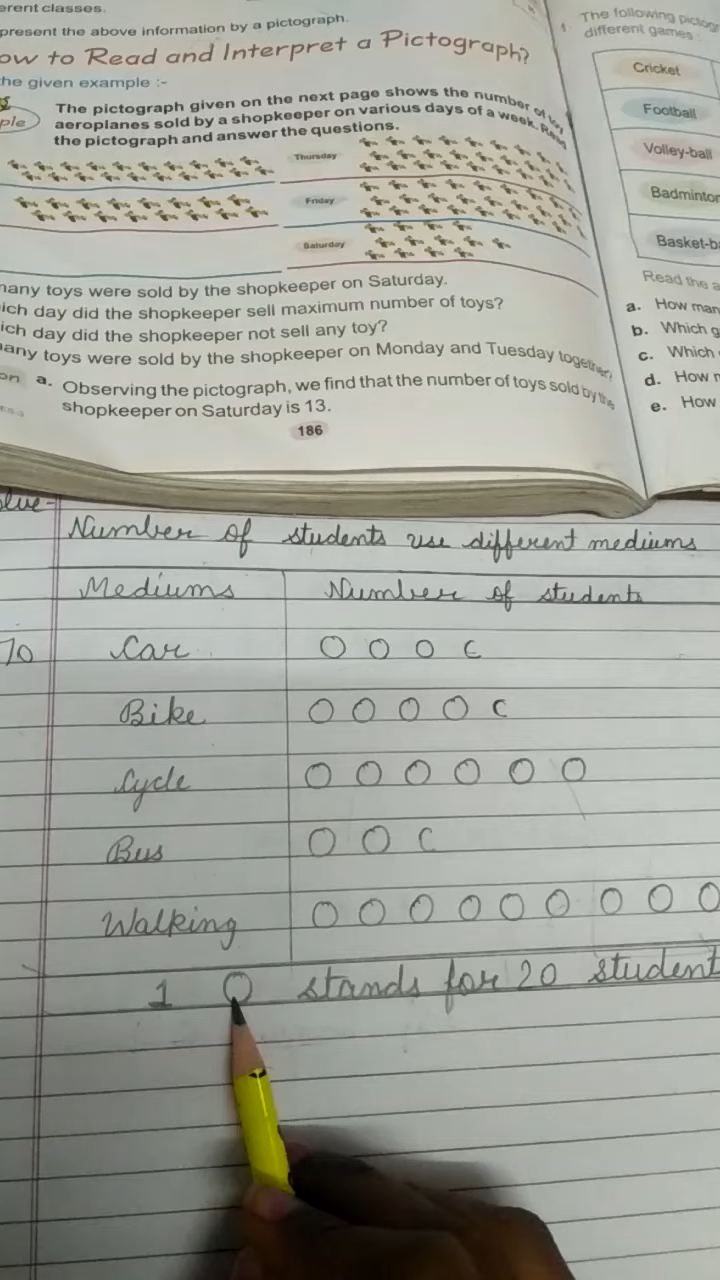 erent classes.
present the above information by a pictograph.
ow to Read and Interpret a Pictograph?
he given example :-
ple
The pictograph given on the next page shows the number of toy
aeroplanes sold by a shopkeeper on various days of a week. Read
the pictograph and answer the questions.
Thursday
Friday
Saturday
many toys were sold by the shopkeeper on Saturday.
ich day did the shopkeeper sell maximum number of toys?
ich day did the shopkeeper not sell any toy?
any toys were sold by the shopkeeper on Monday and Tuesday together?
on a. Observing the pictograph, we find that the number of toys sold by the
shopkeeper on Saturday is 13.
186
The following pictog
different games
Cricket
Football
Volley-ball
Badminton
Basket-ba
Read the a
a. How man
b. Which g
c. Which
d. How m
e. How
olve-
Number of students use different mediums
Mediums Number of students
10 Car O O O C
Bike O O O O C
Cycle O O O O O O
Bus O O C
Walking O O O O O O O O O
1 O stands for 20 student